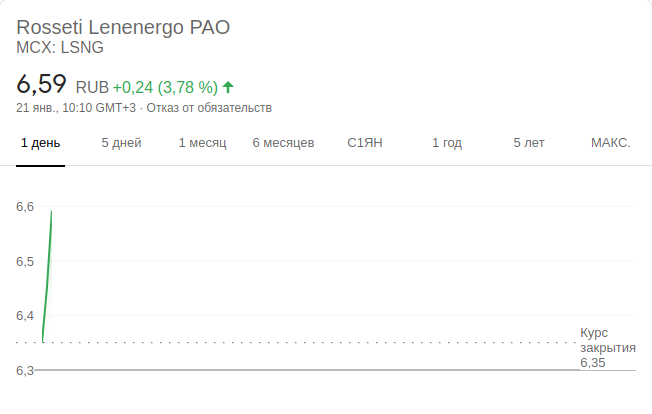 Rosseti Lenenergo PAO
MCX: LSNG
6,59 RUB +0,24 (3,78 %)
21 янв., 10:10 GMT+3 · Отказ от обязательств
1 день 5 дней 1 месяц 6 месяцев С1ЯН 1 год 5 лет МАКС.
6,6
6,5
6,4
Курс
закрытия
6,35
6,3